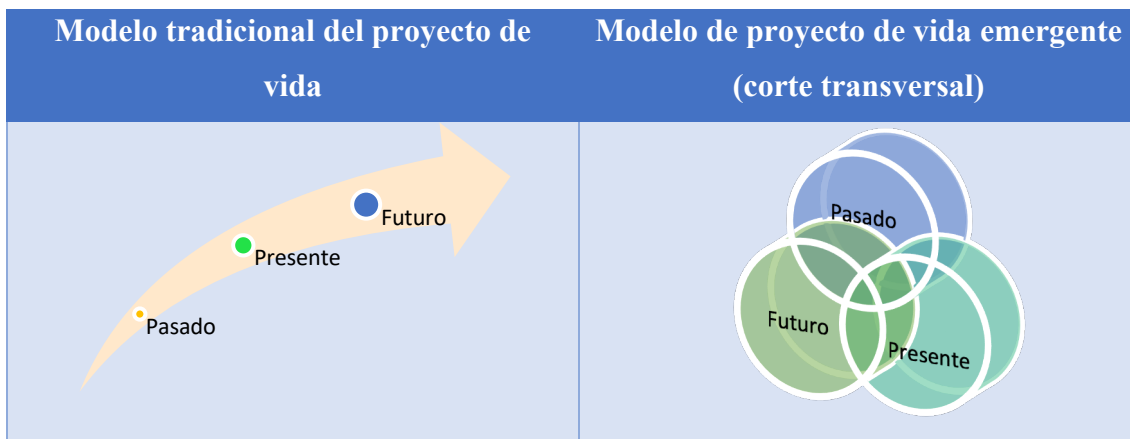 Modelo tradicional del proyecto de
vida
Modelo de proyecto de vida emergente
(corte transversal)
Futuro
Presente
Pasado
Pasado
Futuro
Presente